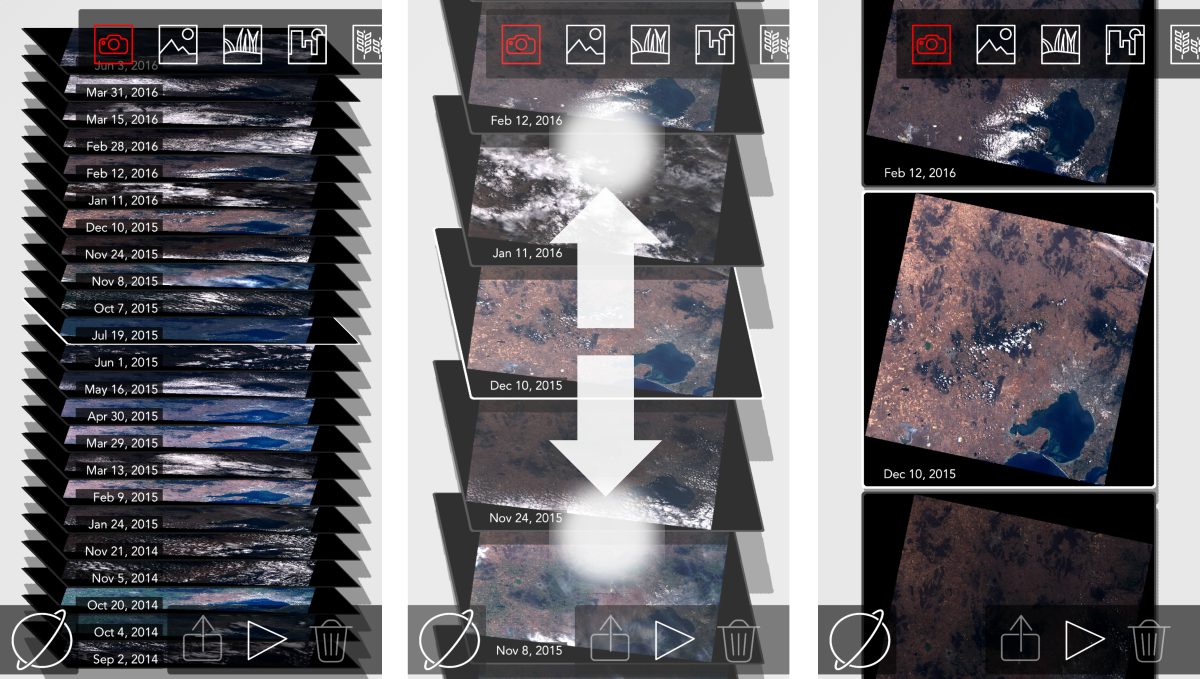 Jun 3, 2016
Mar 31, 2016
Mar 15, 2016
Feb 28, 2016
Feb 12, 2016
Jan 11, 2016
Dec 10, 2015
Nov 24, 2015
Nov 8, 2015
Oct 7, 2015
Jul 19, 2015
Jun 1, 2015
May 16, 2015
Apr 30, 2015
Mar 29, 2015
Mar 13, 2015
Feb 9, 2015
Jan 24, 2015
Nov 21, 2014
Nov 5, 2014
Oct 20, 2014
Oct 4, 2014
Sep 2, 2014
Feb 12, 2016
Jan 11, 2016
Dec 10, 2015
Nov 24, 2015
Nov 8, 2015
Feb 12, 2016
Dec 10, 2015